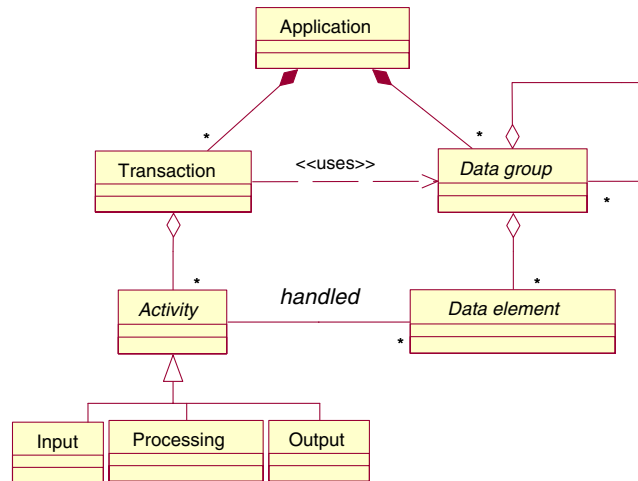 Application
*
*
Transaction
<<uses>>
Data group
*
*
*
Activity
handled
Data element
*
Input
Processing
Output